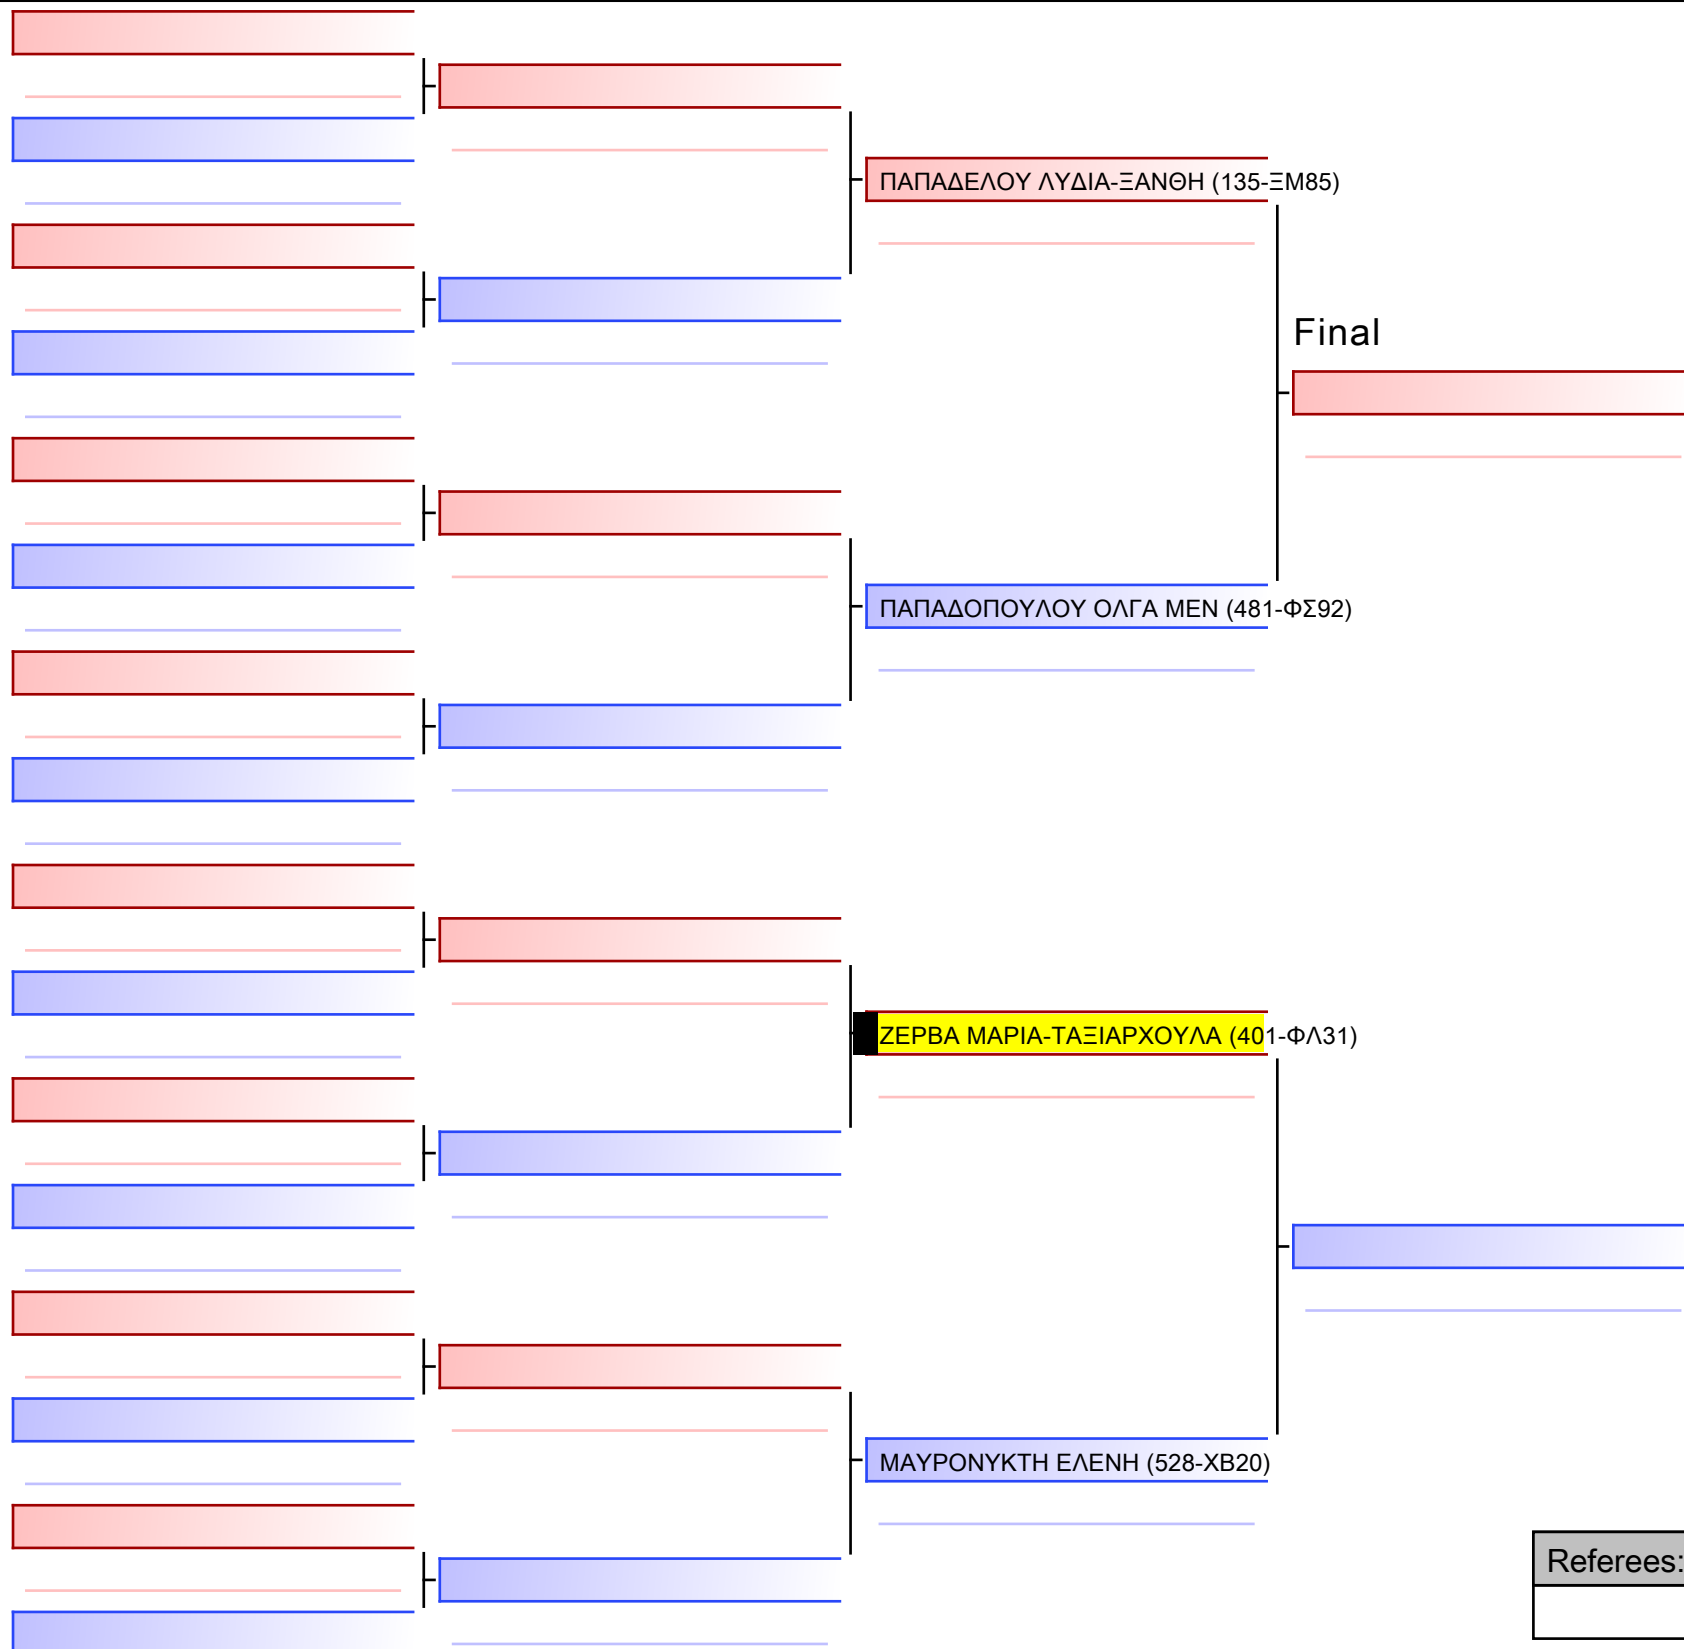 ΠΑΠΑΔΕΛΟΥ ΛΥΔΙΑ-ΞΑΝΘΗ (135-ΞΜ85)
Final
ΠΑΠΑΔΟΠΟΥΛΟΥ ΟΛΓΑ ΜΕΝ (481-ΦΣ92)
ΖΕΡΒΑ ΜΑΡΙΑ-ΤΑΞΙΑΡΧΟΥΛΑ (401-ΦΛ31)
ΜΑΥΡΟΝΥΚΤΗ ΕΛΕΝΗ (528-ΧΒ20)
Referees: